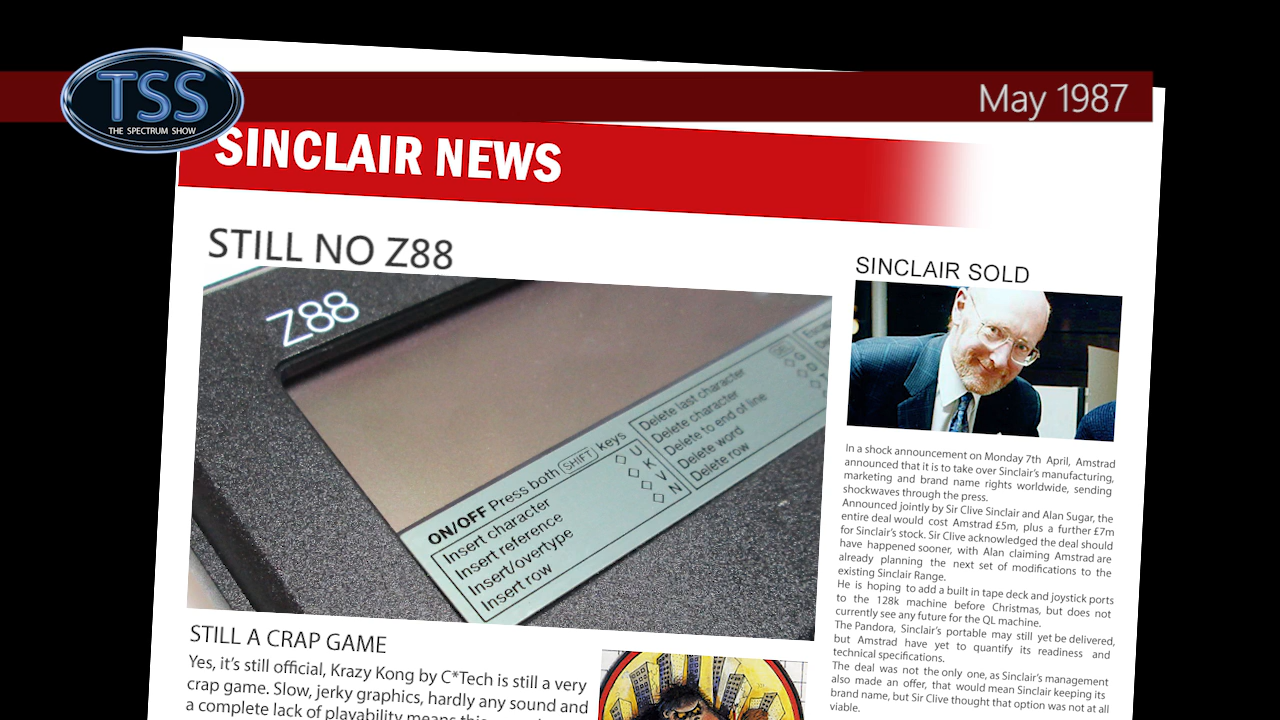 TSS
THE SPECTRUM SHOW
May 1987
SINCLAIR NEWS
STILL NO Z88
Z88
ON/OFF Press both SHIFT keys
Insert character
Insert reference
Insert/overtype
Insert row
U
K
V
N
Delete last character
Delete character
Delete to end of line
Delete word
Delete row
DEL
G
D
T
STILL A CRAP GAME
Yes, it's still official, Krazy Kong by C*Tech is still a very
crap game. Slow, jerky graphics, hardly any sound and
a complete lack of playability means
SINCLAIR SOLD
In a shock announcement on Monday 7th April, Amstrad
announced that it is to take over Sinclair's manufacturing,
marketing and brand name rights worldwide, sending
shockwaves through the press.
Announced jointly by Sir Clive Sinclair and Alan Sugar, the
entire deal would cost Amstrad £5m, plus a further £7m
for Sinclair's stock. Sir Clive acknowledged the deal should
have happened sooner, with Alan claiming Amstrad are
already planning the next set of modifications to the
existing Sinclair Range.
He is hoping to add a built in tape deck and joystick ports
to the 128k machine before Christmas, but does not
currently see any future for the QL machine.
The Pandora, Sinclair's portable may still yet be delivered,
but Amstrad have yet to quantify its readiness and
technical specifications.
The deal was not the only one, as Sinclair's management
also made an offer, that would mean Sinclair keeping its
brand name, but Sir Clive thought that option was not at all
viable.